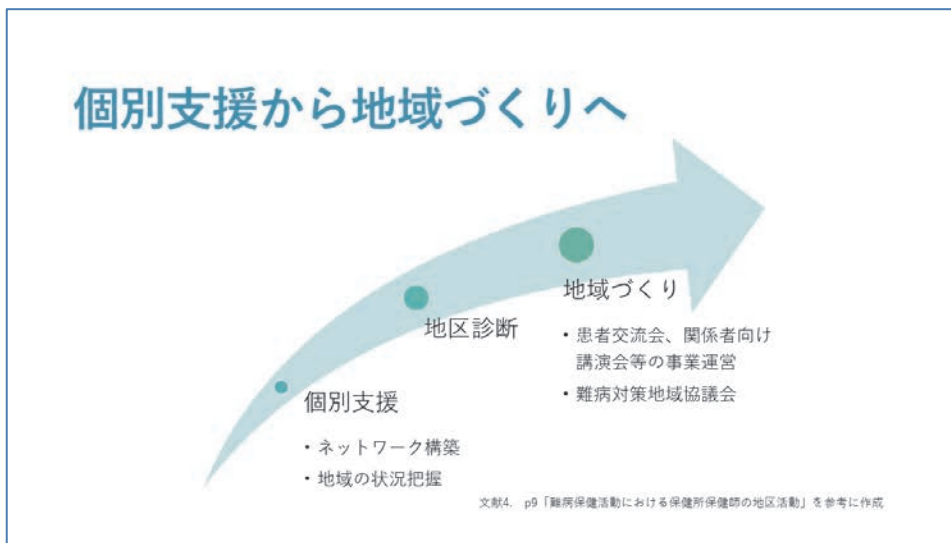 個別支援から地域づくりへ
地域づくり
・患者交流会、関係者向け
講演会等の事業運営
・難病対策地域協議会
地区診断
個別支援
・ネットワーク構築
・地域の状況把握
文献4. p9「難病保健活動における保健所保健師の地区活動」を参考に作成